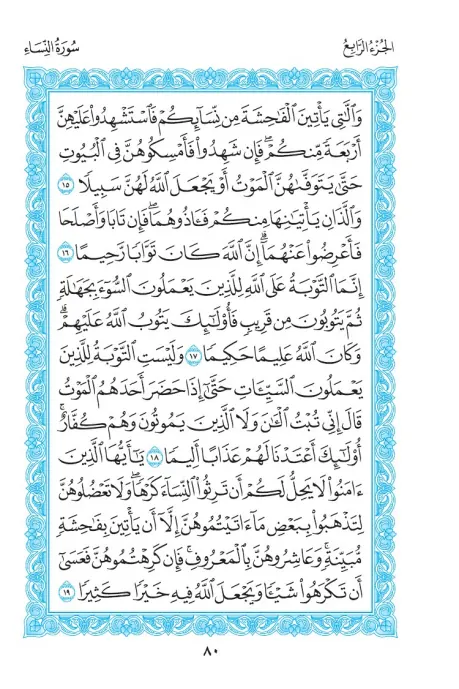 الجُزْءُ الرَّابِعُ
سُورَةُ النِّسَاءِ
وَٱلَّٰتِي يَأْتِينَ ٱلْفَٰحِشَةَ مِن نِّسَآئِكُمْ فَٱسْتَشْهِدُوا۟ عَلَيْهِنَّ
أَرْبَعَةً مِّنكُمْ ۖ فَإِن شَهِدُوا۟ فَأَمْسِكُوهُنَّ فِى ٱلْبُيُوتِ
حَتَّىٰ يَتَوَفَّىٰهُنَّ ٱلْمَوْتُ أَوْ يَجْعَلَ ٱللَّهُ لَهُنَّ سَبِيلًا ١٥
وَٱلَّذَانِ يَأْتِيَٰنِهَا مِنكُمْ فَـَٔاذُوهُمَا ۖ فَإِن تَابَا وَأَصْلَحَا
فَأَعْرِضُوا۟ عَنْهُمَآ ۗ إِنَّ ٱللَّهَ كَانَ تَوَّابًا رَّحِيمًا ١٦
إِنَّمَا ٱلتَّوْبَةُ عَلَى ٱللَّهِ لِلَّذِينَ يَعْمَلُونَ ٱلسُّوٓءَ بِجَهَٰلَةٍ
ثُمَّ يَتُوبُونَ مِن قَرِيبٍ فَأُو۟لَٰٓئِكَ يَتُوبُ ٱللَّهُ عَلَيْهِمْ ۗ
وَكَانَ ٱللَّهُ عَلِيمًا حَكِيمًا ١٧ وَلَيْسَتِ ٱلتَّوْبَةُ لِلَّذِينَ
يَعْمَلُونَ ٱلسَّيِّـَٔاتِ حَتَّىٰٓ إِذَا حَضَرَ أَحَدَهُمُ ٱلْمَوْتُ
قَالَ إِنِّى تُبْتُ ٱلْـَٰٔنَ وَلَا ٱلَّذِينَ يَمُوتُونَ وَهُمْ كُفَّارٌ ۚ
أُو۟لَٰٓئِكَ أَعْتَدْنَا لَهُمْ عَذَابًا أَلِيمًا ١٨ يَٰٓأَيُّهَا ٱلَّذِينَ
ءَامَنُوا۟ لَا يَحِلُّ لَكُمْ أَن تَرِثُوا۟ ٱلنِّسَآءَ كَرْهًا ۖ وَلَا تَعْضُلُوهُنَّ
لِتَذْهَبُوا۟ بِبَعْضِ مَآ ءَاتَيْتُمُوهُنَّ إِلَّآ أَن يَأْتِينَ بِفَٰحِشَةٍ
مُّبَيِّنَةٍ ۚ وَعَاشِرُوهُنَّ بِٱلْمَعْرُوفِ ۚ فَإِن كَرِهْتُمُوهُنَّ فَعَسَىٰٓ
أَن تَكْرَهُوا۟ شَيْـًٔا وَيَجْعَلَ ٱللَّهُ فِيهِ خَيْرًا كَثِيرًا ١٩
٨٠